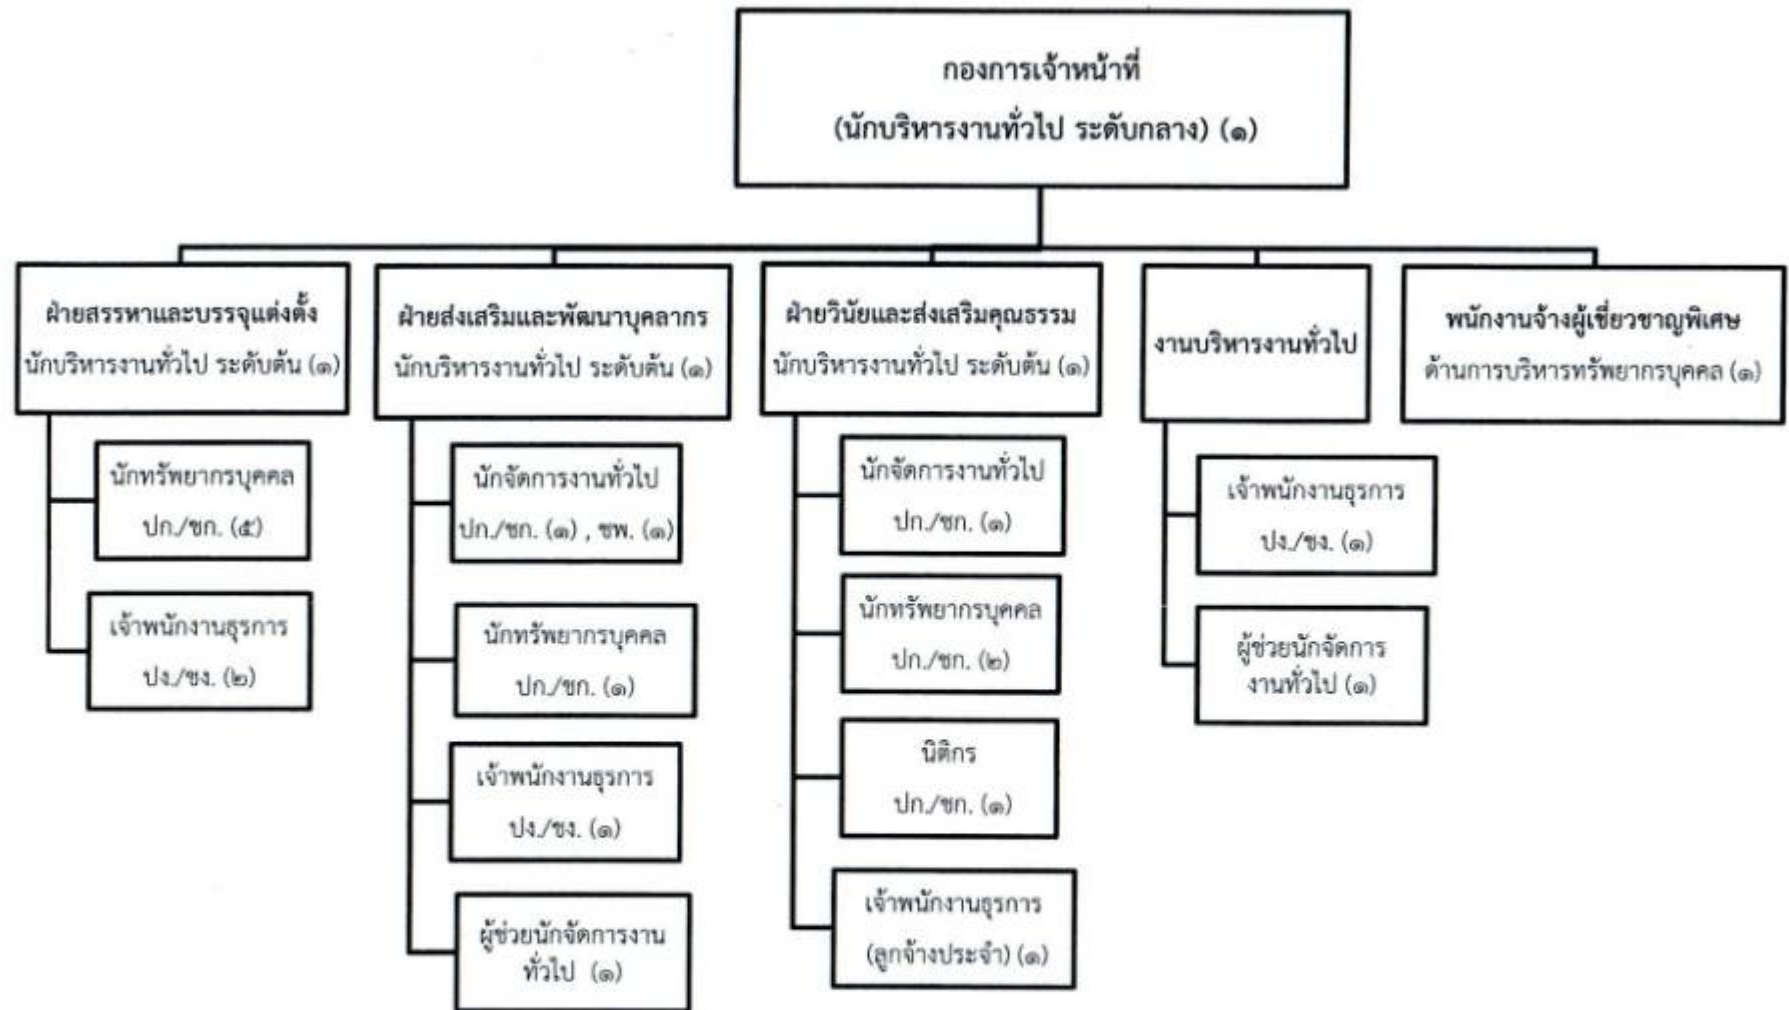 กองการเจ้าหน้าที่
(นักบริหารงานทั่วไป ระดับกลาง) (๑)
ฝ่ายสรรหาและบรรจุแต่งตั้ง
นักบริหารงานทั่วไป ระดับต้น (๑)
นักทรัพยากรบุคคล
ปก./ชก. (๕)
เจ้าพนักงานธุรการ
ปง./ชง. (๒)
ฝ่ายส่งเสริมและพัฒนาบุคลากร
นักบริหารงานทั่วไป ระดับต้น (๑)
นักจัดการงานทั่วไป
ปก./ชก. (๑) , ชพ. (๑)
นักทรัพยากรบุคคล
ปก./ชก. (๑)
เจ้าพนักงานธุรการ
ปง./ชง. (๑)
ผู้ช่วยนักจัดการงาน
ทั่วไป (๑)
ฝ่ายวินัยและส่งเสริมคุณธรรม
นักบริหารงานทั่วไป ระดับต้น (๑)
นักจัดการงานทั่วไป
ปก./ชก. (๑)
นักทรัพยากรบุคคล
ปก./ชก. (๒)
นิติกร
ปก./ชก. (๑)
เจ้าพนักงานธุรการ
(ลูกจ้างประจำ) (๑)
งานบริหารงานทั่วไป
เจ้าพนักงานธุรการ
ปง./ชง. (๑)
ผู้ช่วยนักจัดการ
งานทั่วไป (๑)
พนักงานจ้างผู้เชี่ยวชาญพิเศษ
ด้านการบริหารทรัพยากรบุคคล (๑)